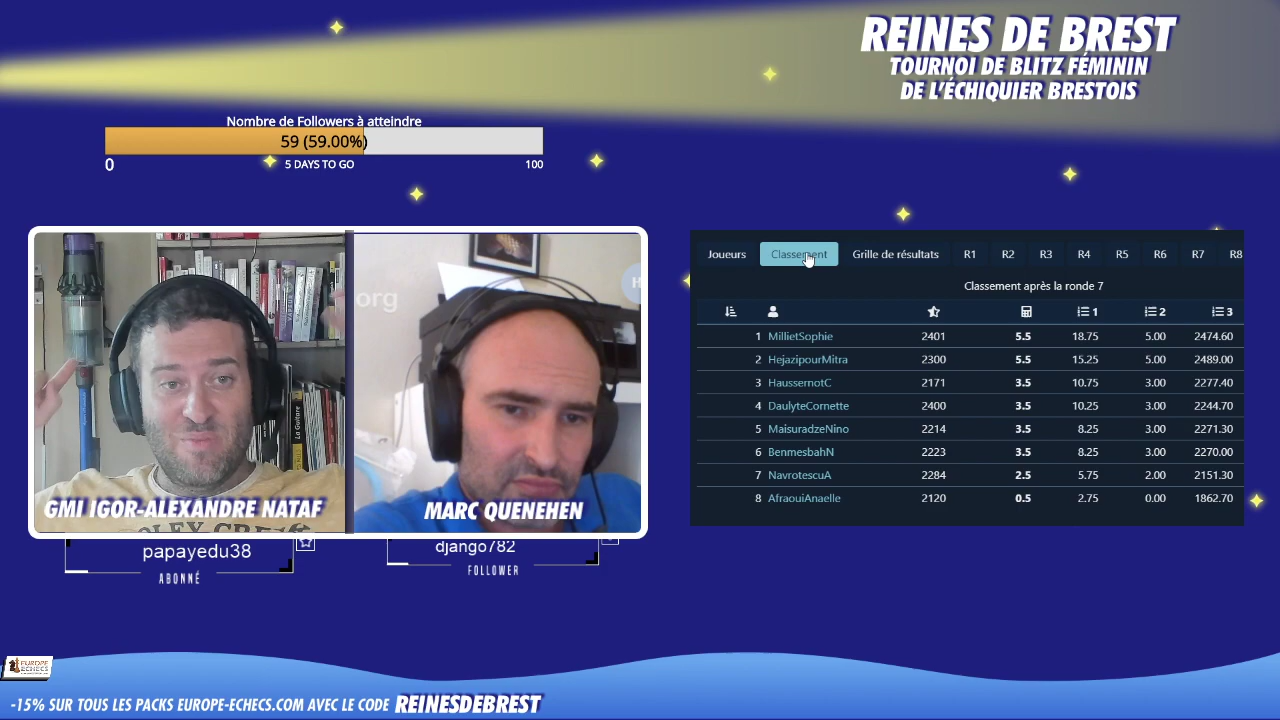 REINES DE BREST
TOURNOI DE BLITZ FÉMININ
DE L'ÉCHIQUIER BRESTOIS
Nombre de Followers à atteindre
59 (59.00%)
0 5 DAYS TO GO 100
Joueurs Classement Grille de résultats R1 R2 R3 R4 R5 R6 R7 R8
Classement après la ronde 7
1 2 3
1 MillietSophie 2401 5.5 18.75 5.00 2474.60
2 HejazipourMitra 2300 5.5 15.25 5.00 2489.00
3 HaussernotC 2171 3.5 10.75 3.00 2277.40
4 DaulyteCornette 2400 3.5 10.25 3.00 2244.70
5 MaisuradzeNino 2214 3.5 8.25 3.00 2271.30
6 BenmesbahN 2223 3.5 8.25 3.00 2270.00
7 NavrotescuA 2284 2.5 5.75 2.00 2151.30
8 AfraouiAnaelle 2120 0.5 2.75 0.00 1862.70
org
H
GMI IGOR-ALEXANDRE NATAF
MARC QUENEHEN
papayedu38
ABONNÉ
django782
FOLLOWER
EUROPE
ECHECS
-15% SUR TOUS LES PACKS EUROPE-ECHECS.COM AVEC LE CODE REINESDEBREST